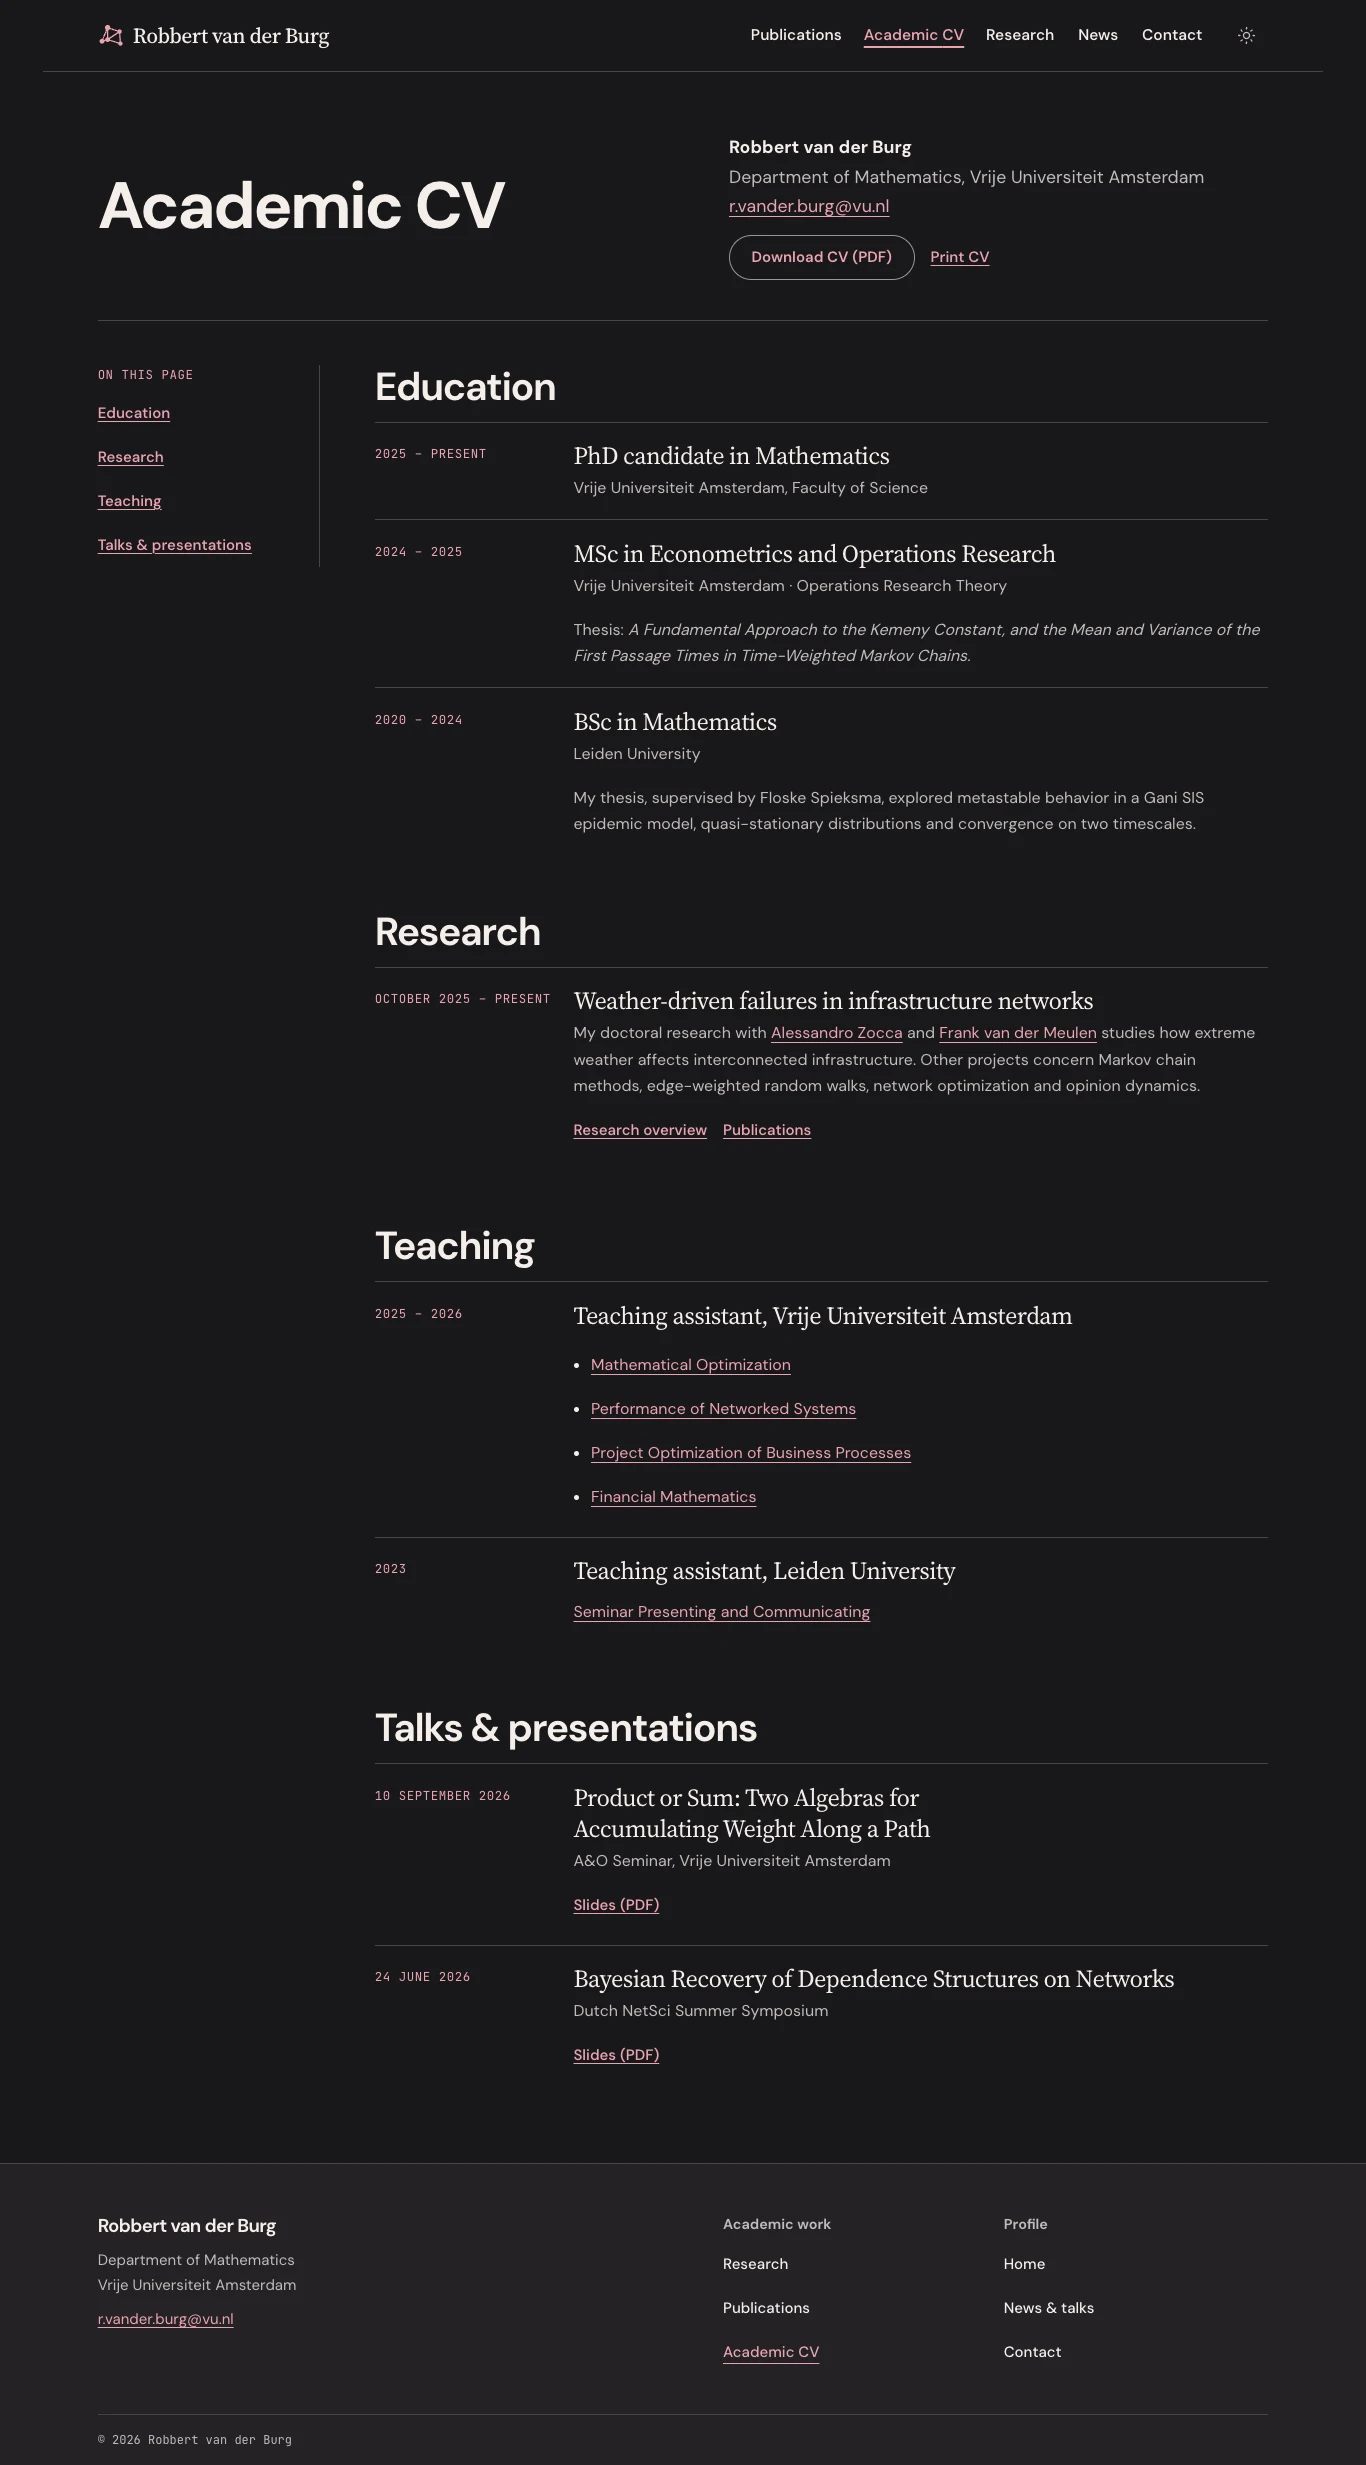 Robbert van der Burg
Publications Academic CV Research News Contact
Academic CV
Robbert van der Burg
Department of Mathematics, Vrije Universiteit Amsterdam
r.vander.burg@vu.nl
Download CV (PDF) Print CV
ON THIS PAGE
Education
Research
Teaching
Talks & presentations
Education
2025 – PRESENT
PhD candidate in Mathematics
Vrije Universiteit Amsterdam, Faculty of Science
2024 – 2025
MSc in Econometrics and Operations Research
Vrije Universiteit Amsterdam · Operations Research Theory
Thesis: A Fundamental Approach to the Kemeny Constant, and the Mean and Variance of the
First Passage Times in Time-Weighted Markov Chains.
2020 – 2024
BSc in Mathematics
Leiden University
My thesis, supervised by Floske Spieksma, explored metastable behavior in a Gani SIS
epidemic model, quasi-stationary distributions and convergence on two timescales.
Research
OCTOBER 2025 – PRESENT
Weather-driven failures in infrastructure networks
My doctoral research with Alessandro Zocca and Frank van der Meulen studies how extreme
weather affects interconnected infrastructure. Other projects concern Markov chain
methods, edge-weighted random walks, network optimization and opinion dynamics.
Research overview Publications
Teaching
2025 – 2026
Teaching assistant, Vrije Universiteit Amsterdam
• Mathematical Optimization
• Performance of Networked Systems
• Project Optimization of Business Processes
• Financial Mathematics
2023
Teaching assistant, Leiden University
Seminar Presenting and Communicating
Talks & presentations
10 SEPTEMBER 2026
Product or Sum: Two Algebras for
Accumulating Weight Along a Path
A&O Seminar, Vrije Universiteit Amsterdam
Slides (PDF)
24 JUNE 2026
Bayesian Recovery of Dependence Structures on Networks
Dutch NetSci Summer Symposium
Slides (PDF)
Robbert van der Burg
Department of Mathematics
Vrije Universiteit Amsterdam
r.vander.burg@vu.nl
Academic work
Research
Publications
Academic CV
Profile
Home
News & talks
Contact
© 2026 Robbert van der Burg